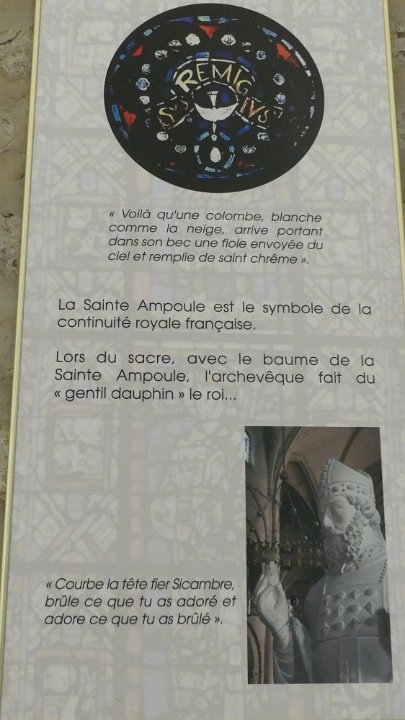 SVS REMIGIVS
« Voilà qu'une colombe, blanche
comme la neige, arrive portant
dans son bec une fiole envoyée du
ciel et remplie de saint chrême ».
La Sainte Ampoule est le symbole de la
continuité royale française.
Lors du sacre, avec le baume de la
Sainte Ampoule, l'archevêque fait du
« gentil dauphin » le roi...
« Courbe la tête fier Sicambre,
brûle ce que tu as adoré et
adore ce que tu as brûlé ».